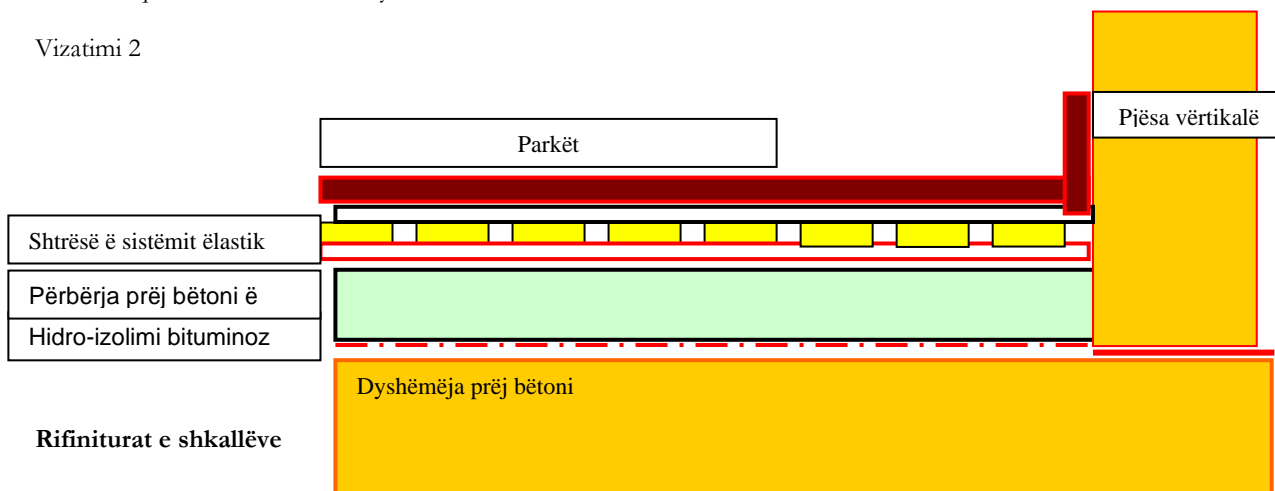 Vizatimi 2
Pjësa vërtikalë
Parkët
Shtrësë ë sistëmit ëlastik
Përbërja prëj bëtoni ë
Hidro-izolimi bituminoz
Dyshëmëja prëj bëtoni
Rifiniturat e shkallëve